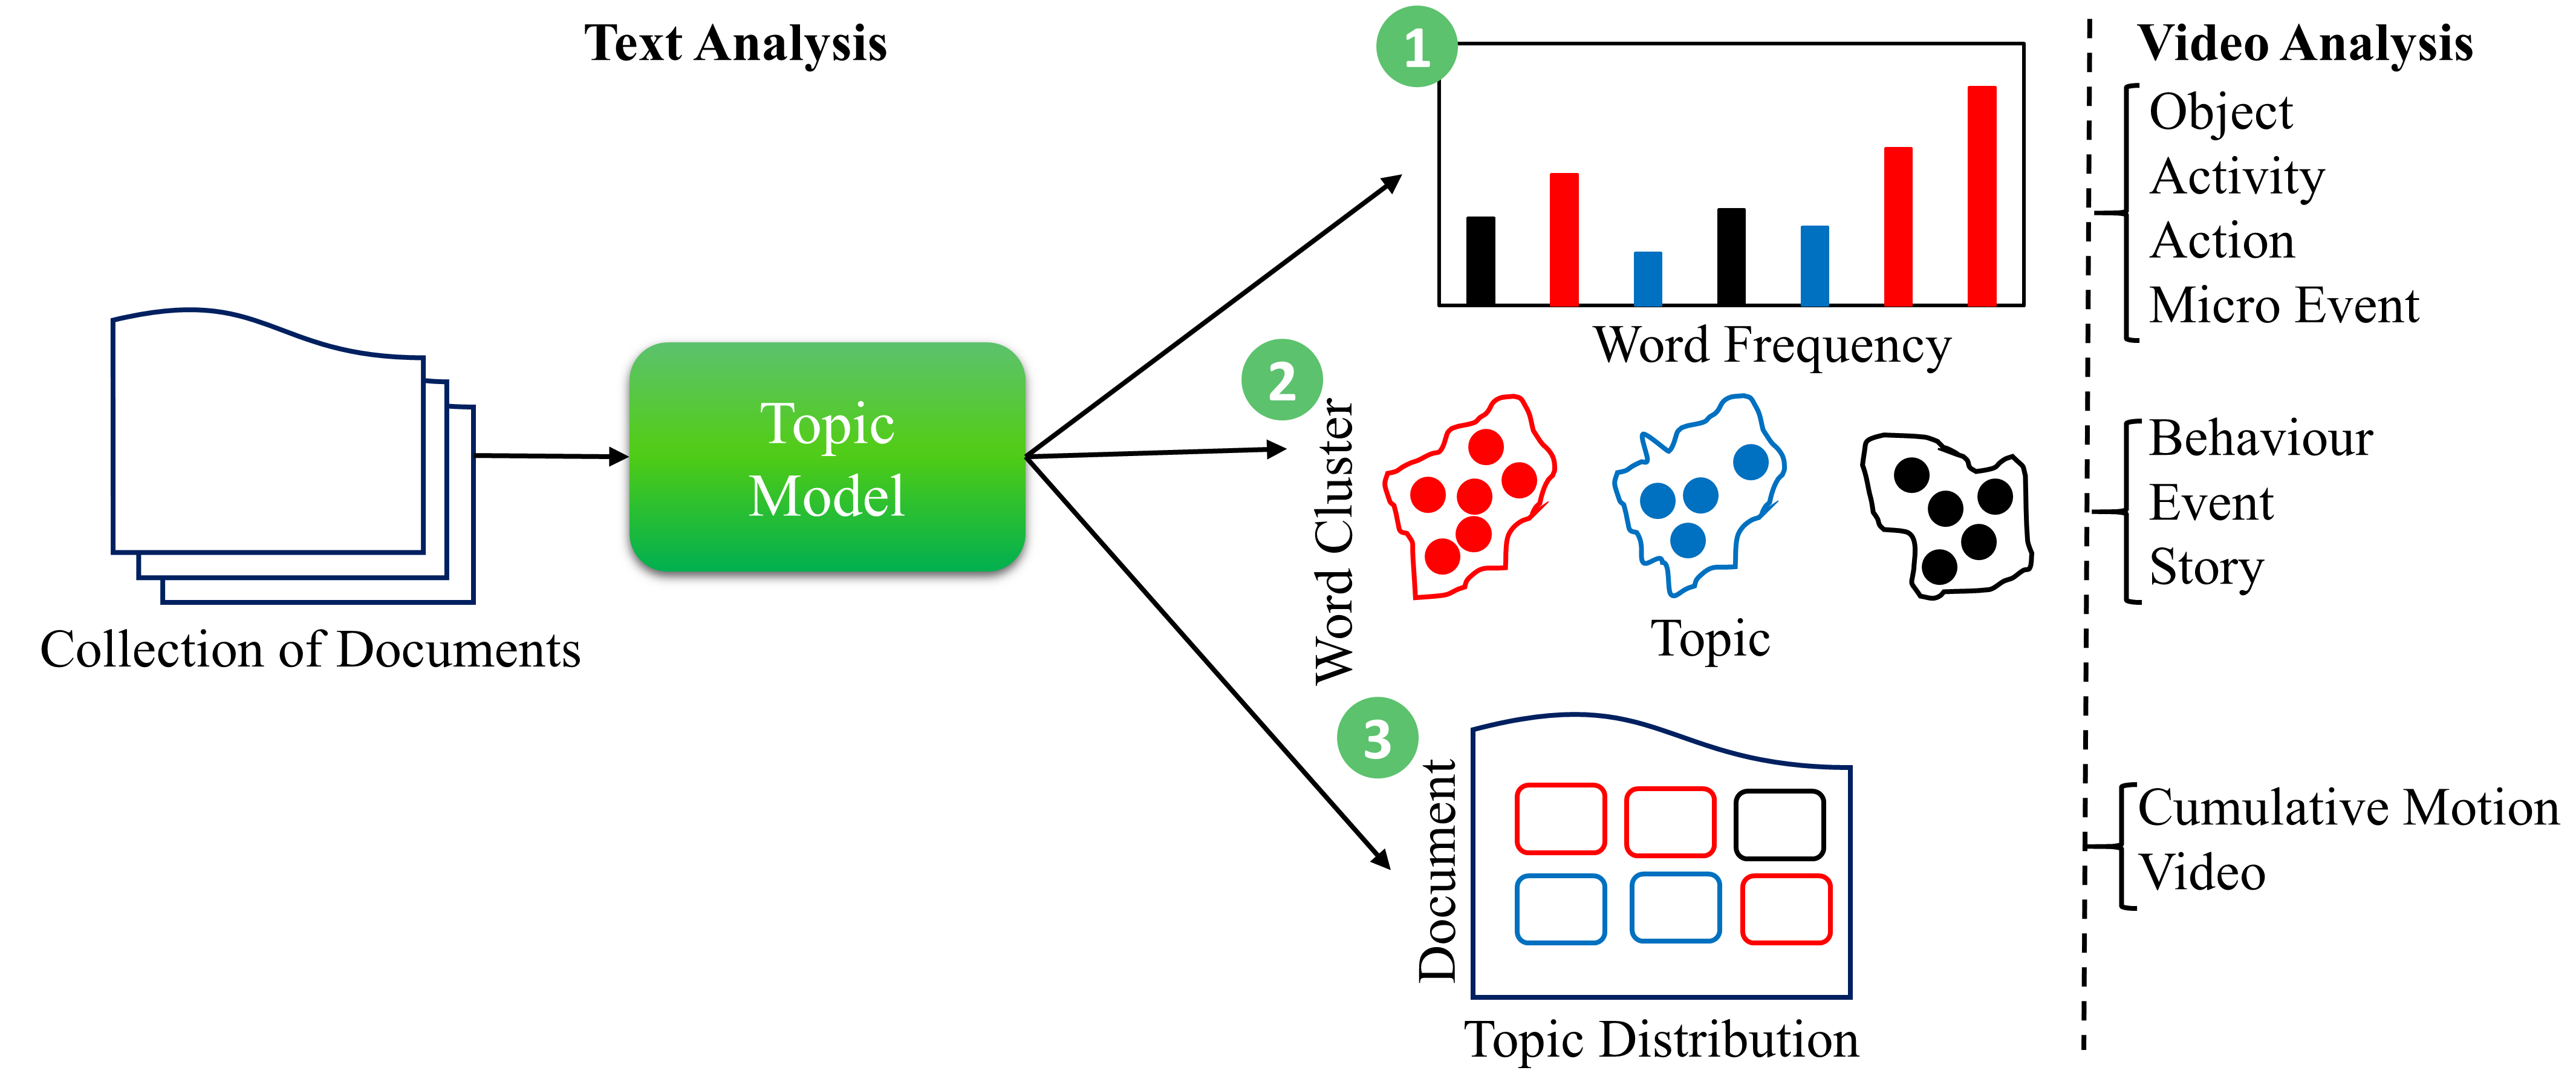 Text Analysis
Collection of Documents
Topic
Model
1
Word Frequency
2
Word Cluster
Topic
3
Document
Topic Distribution
Video Analysis
Object
Activity
Action
Micro Event
Behaviour
Event
Story
Cumulative Motion
Video